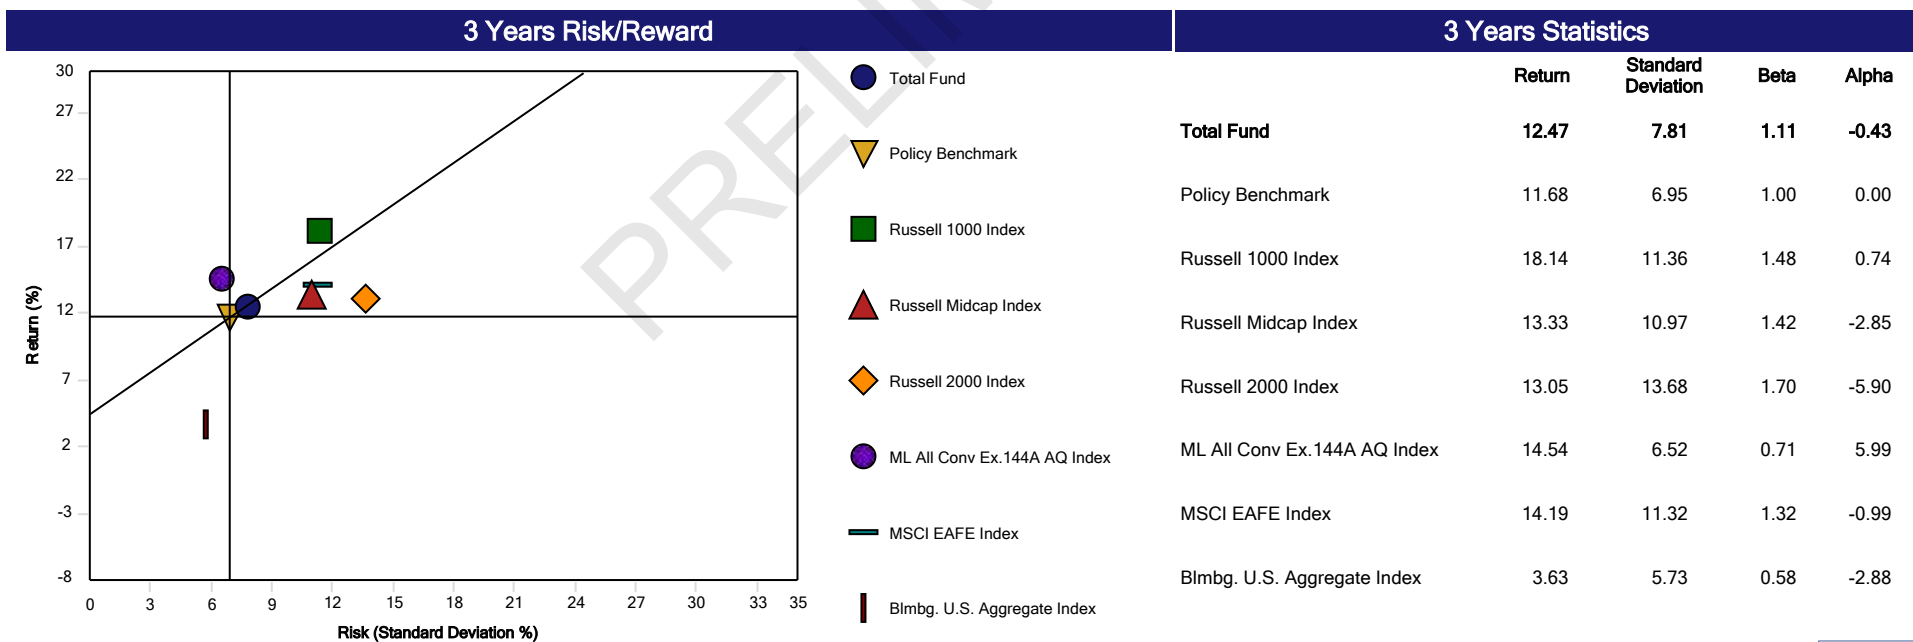 3 Years Risk/Reward
30
27
22
17
12
7
2
-3
-8
Return (%)
0 3 6 9 12 15 18 21 24 27 30 33 35
Risk (Standard Deviation %)
Total Fund
Policy Benchmark
Russell 1000 Index
Russell Midcap Index
Russell 2000 Index
ML All Conv Ex.144A AQ Index
MSCI EAFE Index
Blmbg. U.S. Aggregate Index
3 Years Statistics
Return Standard Deviation Beta Alpha
Total Fund 12.47 7.81 1.11 -0.43
Policy Benchmark 11.68 6.95 1.00 0.00
Russell 1000 Index 18.14 11.36 1.48 0.74
Russell Midcap Index 13.33 10.97 1.42 -2.85
Russell 2000 Index 13.05 13.68 1.70 -5.90
ML All Conv Ex.144A AQ Index 14.54 6.52 0.71 5.99
MSCI EAFE Index 14.19 11.32 1.32 -0.99
Blmbg. U.S. Aggregate Index 3.63 5.73 0.58 -2.88
PRELI